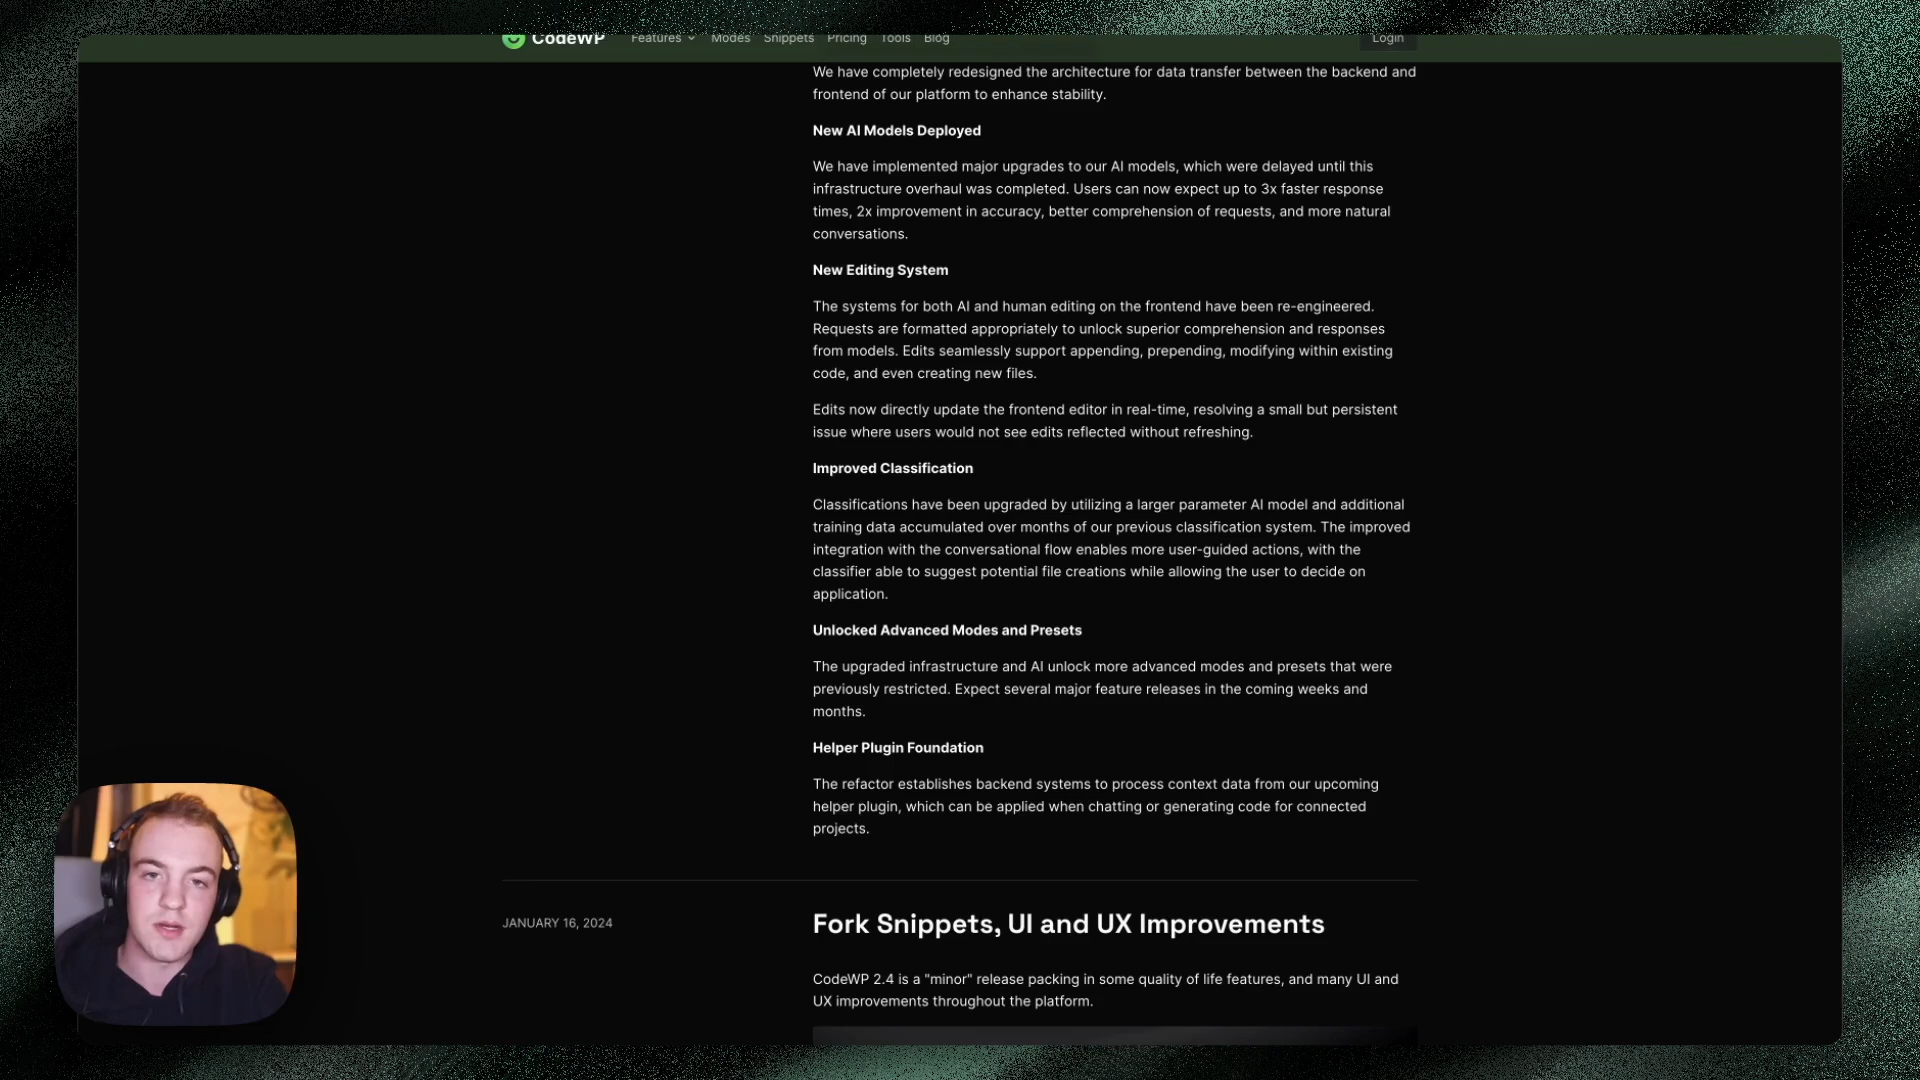 CodeWP
Features
Modes
Snippets
Pricing
Tools
Blog
Login
We have completely redesigned the architecture for data transfer between the backend and
frontend of our platform to enhance stability.
New AI Models Deployed
We have implemented major upgrades to our AI models, which were delayed until this
infrastructure overhaul was completed. Users can now expect up to 3x faster response
times, 2x improvement in accuracy, better comprehension of requests, and more natural
conversations.
New Editing System
The systems for both AI and human editing on the frontend have been re-engineered.
Requests are formatted appropriately to unlock superior comprehension and responses
from models. Edits seamlessly support appending, prepending, modifying within existing
code, and even creating new files.
Edits now directly update the frontend editor in real-time, resolving a small but persistent
issue where users would not see edits reflected without refreshing.
Improved Classification
Classifications have been upgraded by utilizing a larger parameter AI model and additional
training data accumulated over months of our previous classification system. The improved
integration with the conversational flow enables more user-guided actions, with the
classifier able to suggest potential file creations while allowing the user to decide on
application.
Unlocked Advanced Modes and Presets
The upgraded infrastructure and AI unlock more advanced modes and presets that were
previously restricted. Expect several major feature releases in the coming weeks and
months.
Helper Plugin Foundation
The refactor establishes backend systems to process context data from our upcoming
helper plugin, which can be applied when chatting or generating code for connected
projects.
JANUARY 16, 2024
Fork Snippets, UI and UX Improvements
CodeWP 2.4 is a "minor" release packing in some quality of life features, and many UI and
UX improvements throughout the platform.